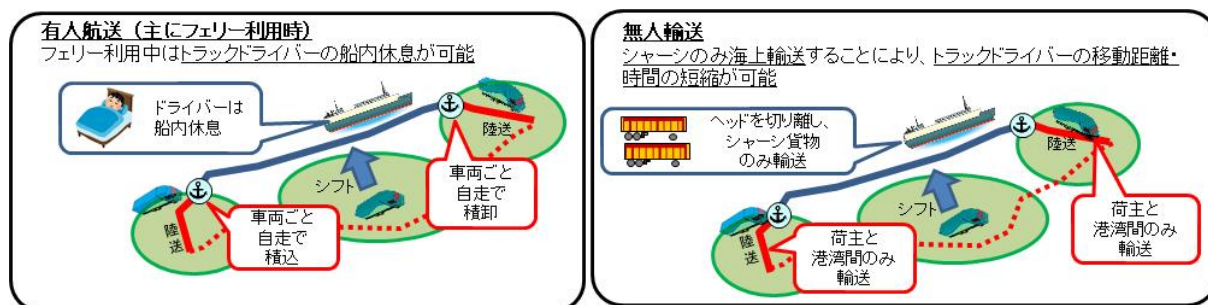 有人航送（主にフェリー利用時）
フェリー利用中はトラックドライバーの船内休息が可能
ドライバーは
船内休息
陸送
シフト
車両ごと
自走で
積卸
陸
送
車両ごと
自走で
積込
無人輸送
シャーシのみ海上輸送することにより、トラックドライバーの移動距離・
時間の短縮が可能
ヘッドを切り離し、
シャーシ貨物
のみ輸送
陸送
シフト
荷主と
港湾間のみ
輸送
陸
送
荷主と
港湾間のみ
輸送